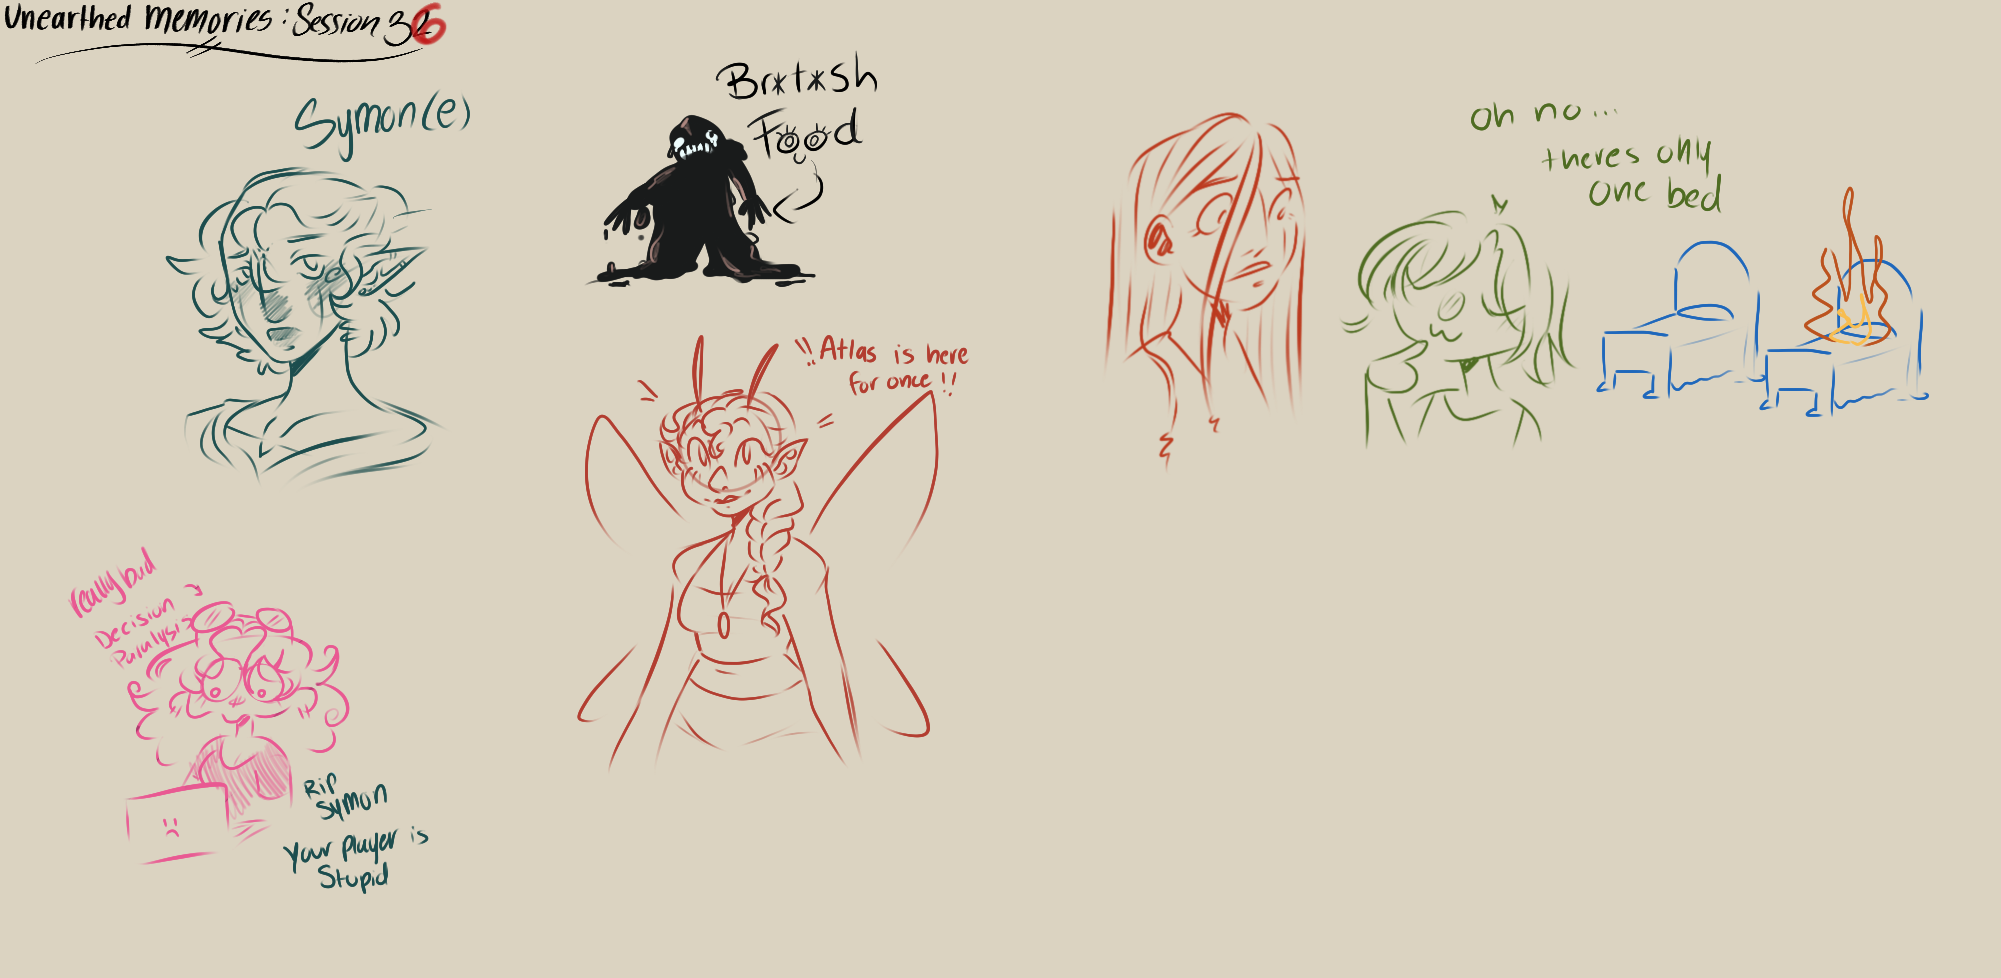 Unearthed Memories: Session 36
Symon(e)
Br*t*sh
Food
oh no...
theres only
one bed
!! Atlas is here
for once !!
really bad
Decision
Paralysis
Rip
Symon
Your player is
Stupid